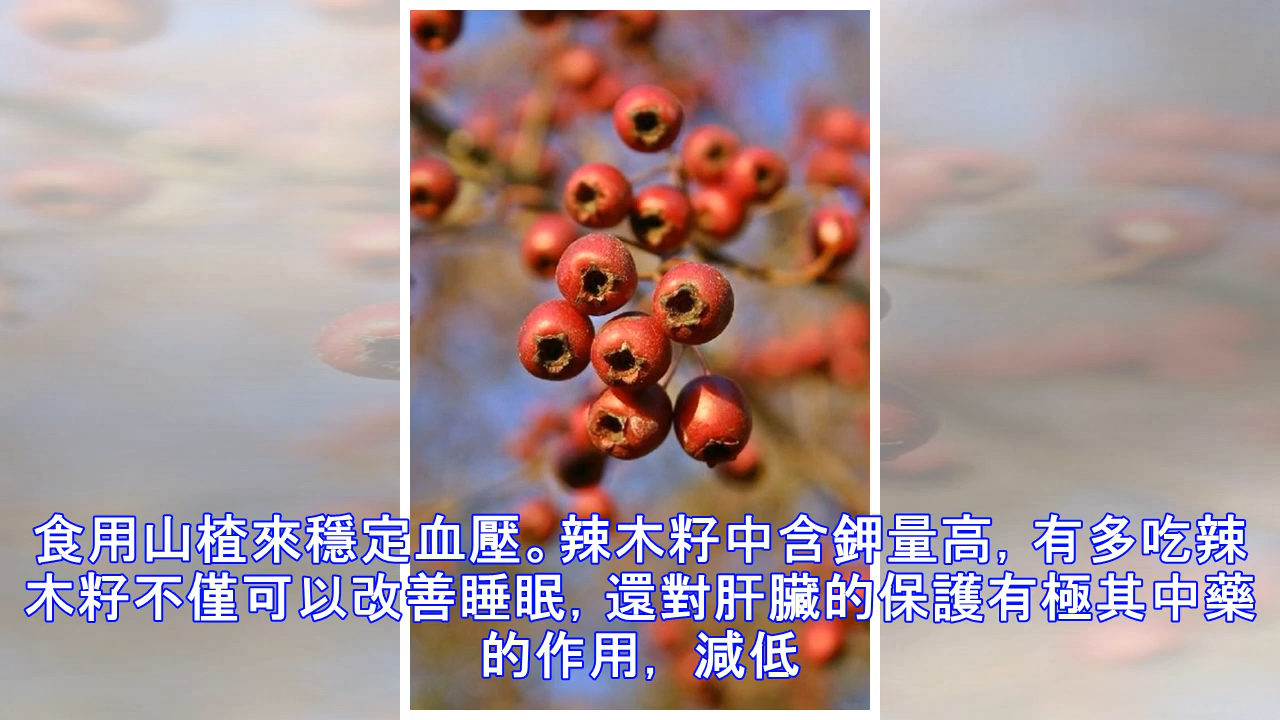 食用山楂來穩定血壓。辣木籽中含鉀量高, 有多吃辣
木籽不僅可以改善睡眠, 還對肝臟的保護有極其中藥
的作用, 減低